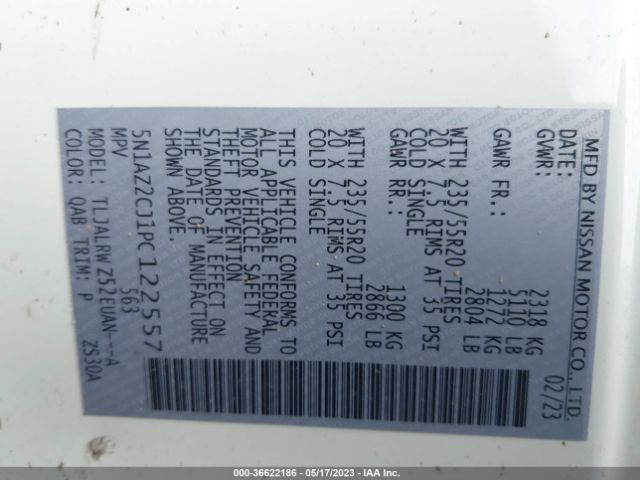 MFD BY NISSAN MOTOR CO., LTD.
DATE: 02/23
GVWR: 2318 KG
5110 LB
GAWR FR.: 1272 KG
2804 LB
WITH 235/55R20 TIRES
20 X 7.5 RIMS AT 35 PSI
COLD SINGLE
GAWR RR.: 1300 KG
2866 LB
WITH 235/55R20 TIRES
20 X 7.5 RIMS AT 35 PSI
COLD SINGLE
THIS VEHICLE CONFORMS TO
ALL APPLICABLE FEDERAL
MOTOR VEHICLE SAFETY AND
THEFT PREVENTION
STANDARDS IN EFFECT ON
THE DATE OF MANUFACTURE
SHOWN ABOVE.
5N1AZ2CJ1PC122557
MPV 563
MODEL: TLJALRWZ52EUAN---A
COLOR: QAB TRIM: P ZS30A
000-36622186 - 05/17/2023 - IAA Inc.